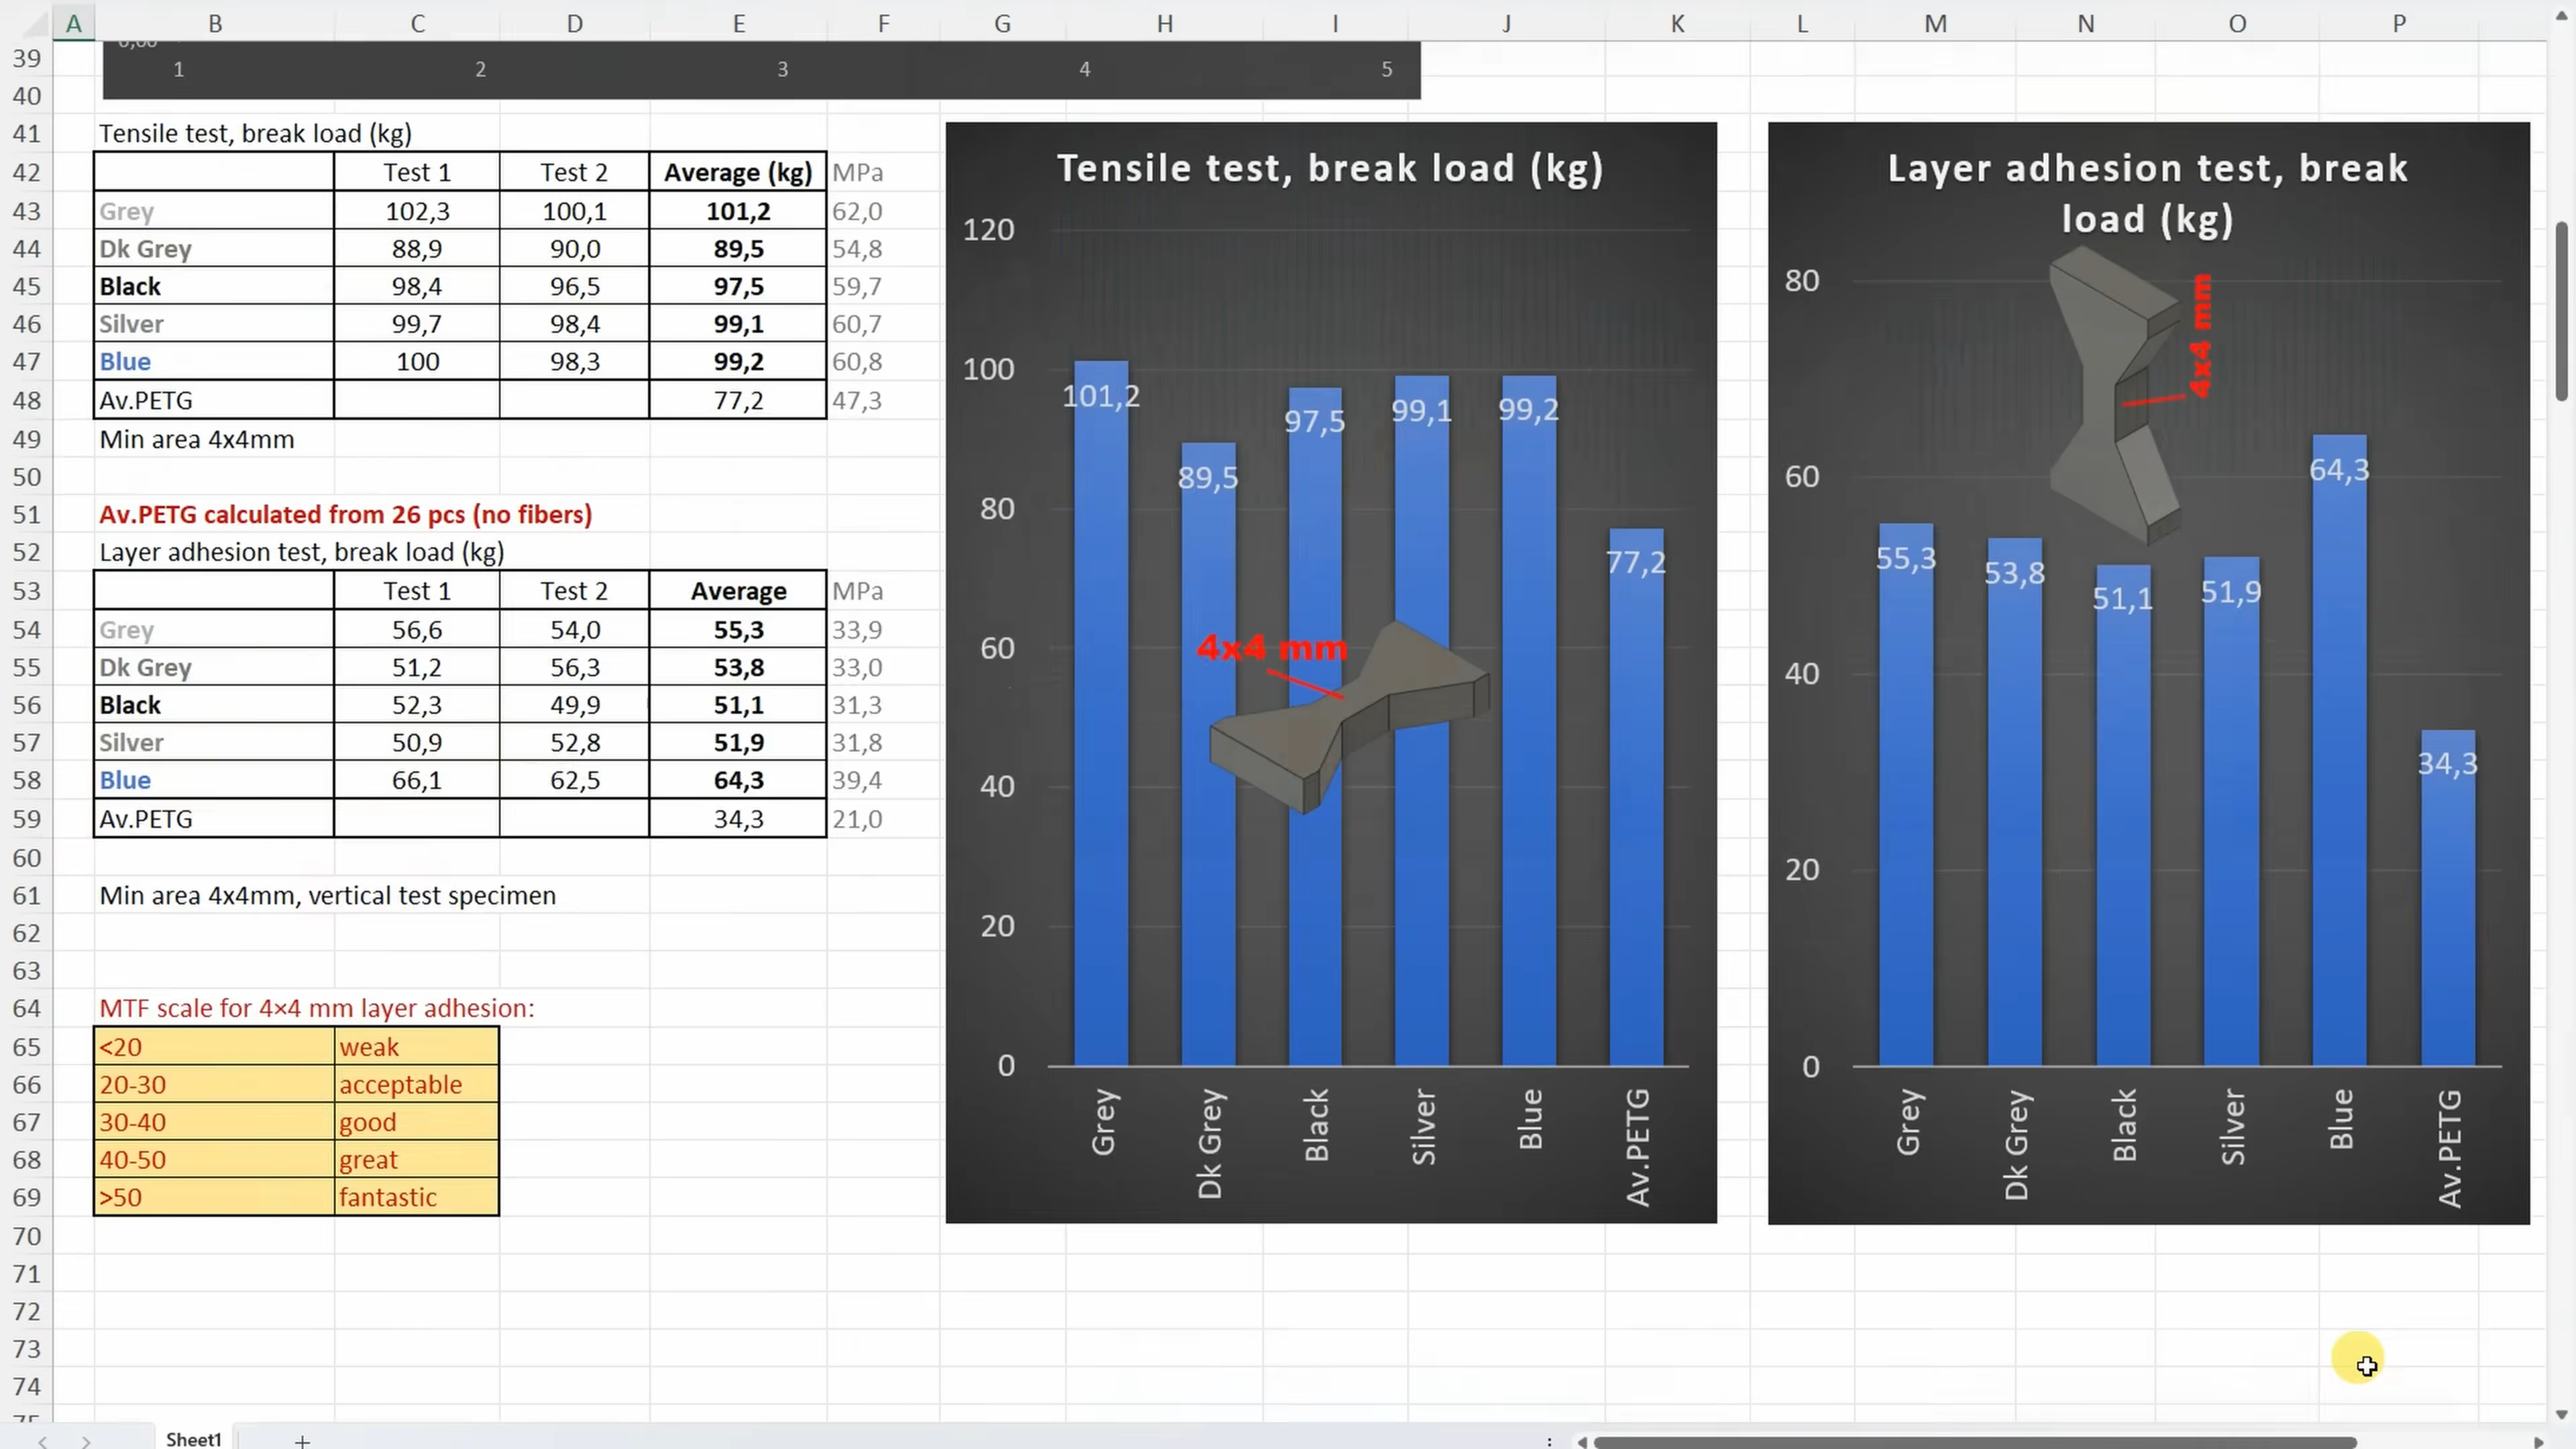 A B C D E F G H I J K L M N O P
39
1 2 3 4 5
40
41 Tensile test, break load (kg)
42 Test 1 Test 2 Average (kg) MPa
43 Grey 102,3 100,1 101,2 62,0
44 Dk Grey 88,9 90,0 89,5 54,8
45 Black 98,4 96,5 97,5 59,7
46 Silver 99,7 98,4 99,1 60,7
47 Blue 100 98,3 99,2 60,8
48 Av.PETG 77,2 47,3
49 Min area 4x4mm
50
51 Av.PETG calculated from 26 pcs (no fibers)
52 Layer adhesion test, break load (kg)
53 Test 1 Test 2 Average MPa
54 Grey 56,6 54,0 55,3 33,9
55 Dk Grey 51,2 56,3 53,8 33,0
56 Black 52,3 49,9 51,1 31,3
57 Silver 50,9 52,8 51,9 31,8
58 Blue 66,1 62,5 64,3 39,4
59 Av.PETG 34,3 21,0
60
61 Min area 4x4mm, vertical test specimen
62
63
64 MTF scale for 4×4 mm layer adhesion:
65 <20 weak
66 20-30 acceptable
67 30-40 good
68 40-50 great
69 >50 fantastic
70
71
72
73
74
Tensile test, break load (kg)
120
100
80
60
40
20
0
101,2
89,5
97,5
99,1
99,2
77,2
4x4 mm
Grey
Dk Grey
Black
Silver
Blue
Av.PETG
Layer adhesion test, break
load (kg)
80
60
40
20
0
4x4 mm
55,3
53,8
51,1
51,9
64,3
34,3
Grey
Dk Grey
Black
Silver
Blue
Av.PETG
Sheet1